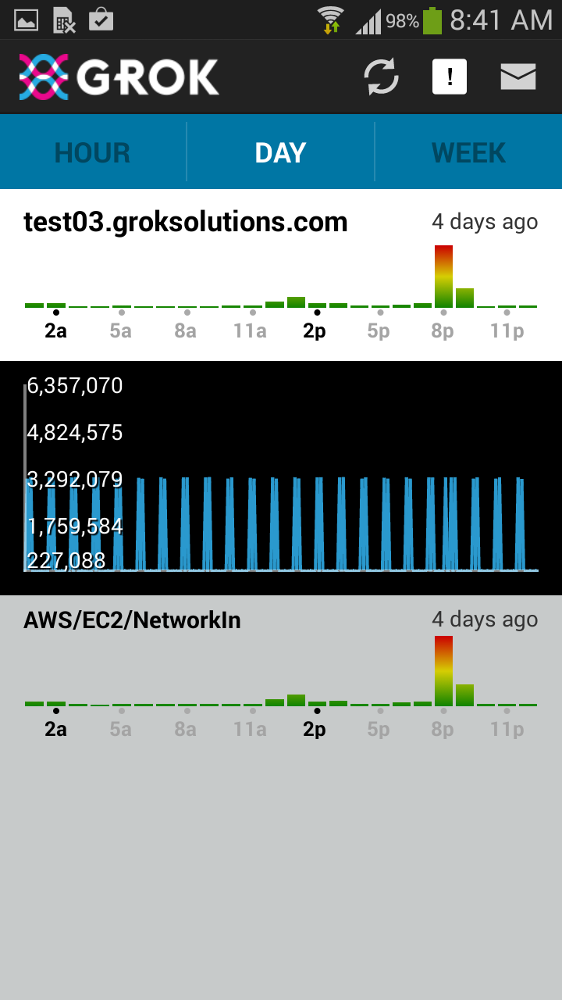 98% 8:41 AM
GROK !
HOUR DAY WEEK
test03.groksolutions.com 4 days ago
2a 5a 8a 11a 2p 5p 8p 11p
6,357,070
4,824,575
3,292,079
1,759,584
227,088
AWS/EC2/NetworkIn 4 days ago
2a 5a 8a 11a 2p 5p 8p 11p